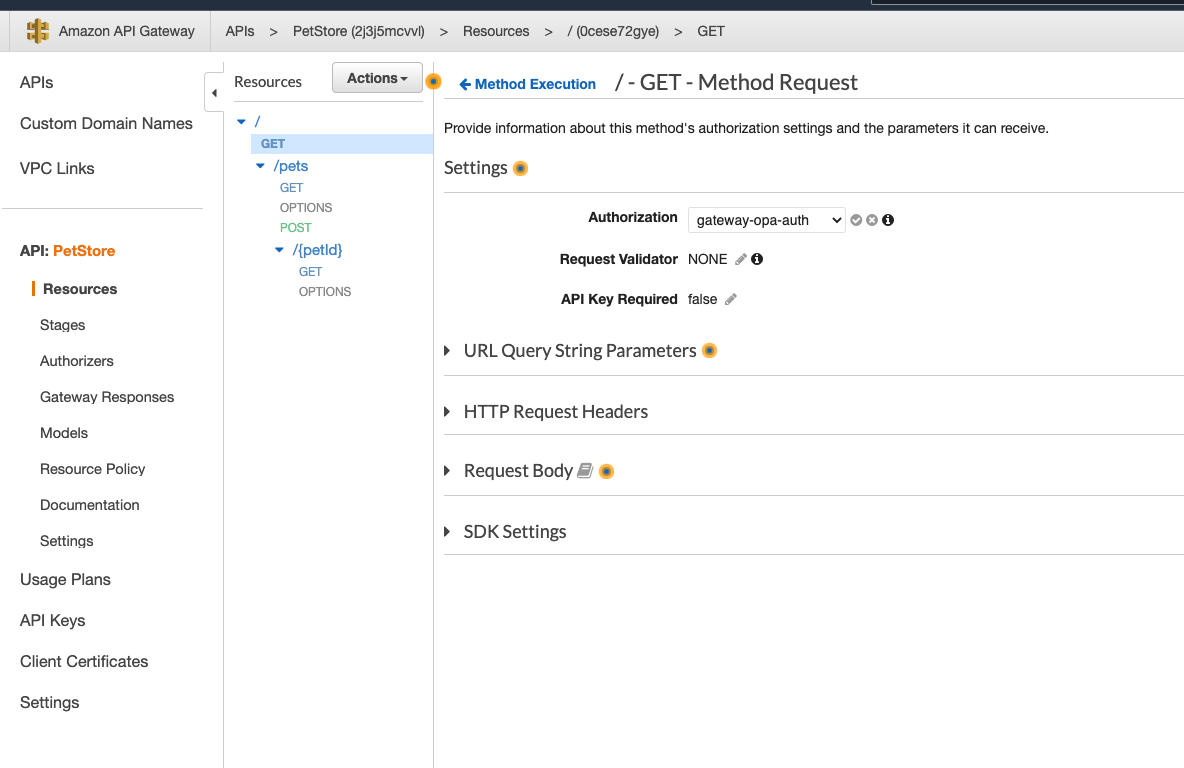 Amazon API Gateway
APIs > PetStore (2j3j5mcvvl) > Resources > / (0cese72gye) > GET
APIs
Custom Domain Names
VPC Links
API: PetStore
Resources
Stages
Authorizers
Gateway Responses
Models
Resource Policy
Documentation
Settings
Usage Plans
API Keys
Client Certificates
Settings
Resources
Actions
/
GET
/pets
GET
OPTIONS
POST
/{petId}
GET
OPTIONS
Method Execution
/ - GET - Method Request
Provide information about this method's authorization settings and the parameters it can receive.
Settings
Authorization gateway-opa-auth
Request Validator NONE
API Key Required false
URL Query String Parameters
HTTP Request Headers
Request Body
SDK Settings